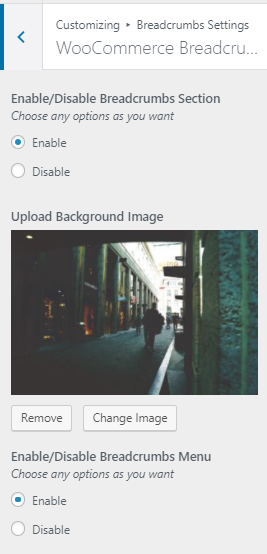 Customizing ▸ Breadcrumbs Settings
WooCommerce Breadcru...
Enable/Disable Breadcrumbs Section
Choose any options as you want
Enable
Disable
Upload Background Image
Remove Change Image
Enable/Disable Breadcrumbs Menu
Choose any options as you want
Enable
Disable